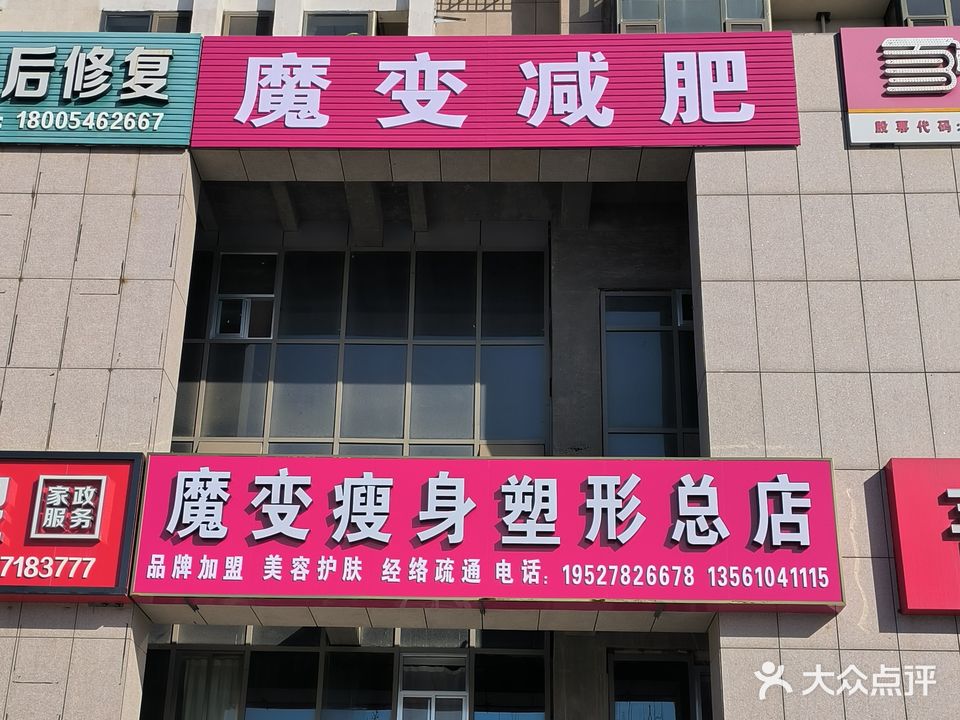 后修复
18005462667
魔变减肥
股票代码
家政
服务
7183777
魔变瘦身塑形总店
品牌加盟 美容护肤 经络疏通 电话: 19527826678 13561041115
大众点评